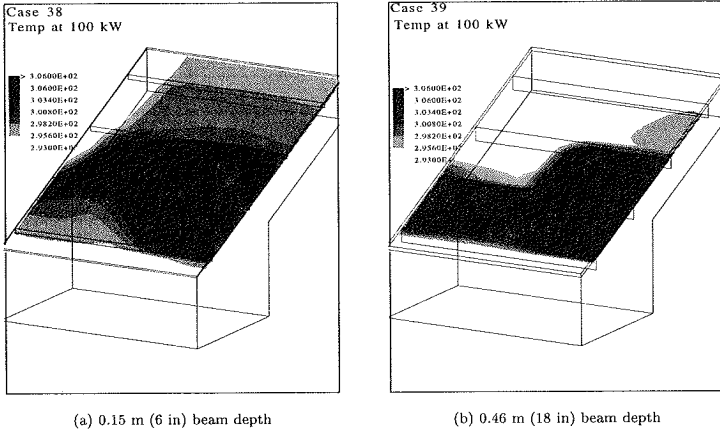 Case 38
Temp at 100 kW
> 3.0600E+02
3.0600E+02
3.0340E+02
3.0080E+02
2.9820E+02
2.9560E+02
2.9300E+02
Case 39
Temp at 100 kW
> 3.0600E+02
3.0600E+02
3.0340E+02
3.0080E+02
2.9820E+02
2.9560E+02
2.9300E+02
(a) 0.15 m (6 in) beam depth
(b) 0.46 m (18 in) beam depth